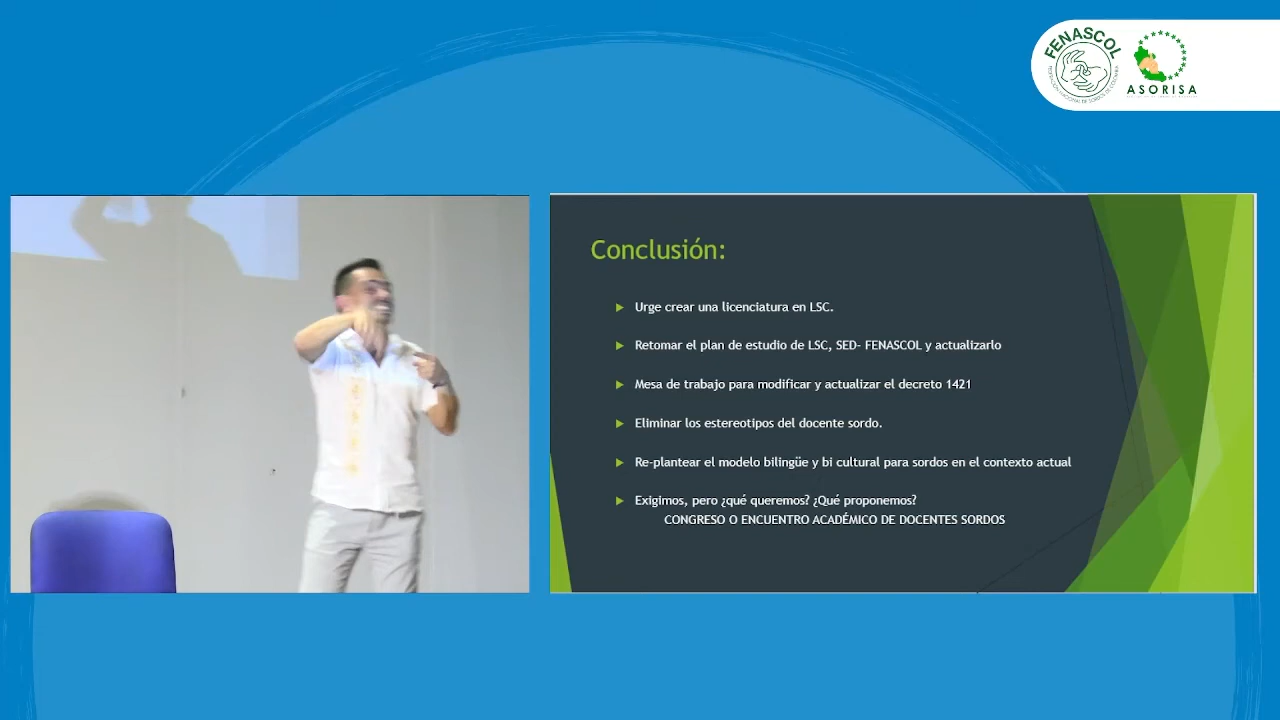 FENASCOL
ASORISA
Conclusión:
Urge crear una licenciatura en LSC.
Retomar el plan de estudio de LSC, SED- FENASCOL y actualizarlo
Mesa de trabajo para modificar y actualizar el decreto 1421
Eliminar los estereotipos del docente sordo.
Re-plantear el modelo bilingüe y bi cultural para sordos en el contexto actual
Exigimos, pero ¿qué queremos? ¿Qué proponemos?
CONGRESO O ENCUENTRO ACADÉMICO DE DOCENTES SORDOS